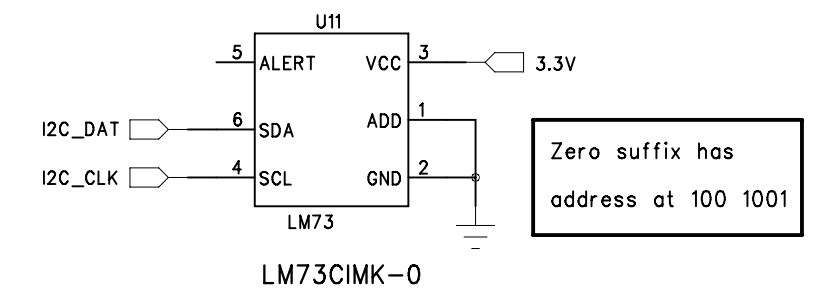 U11
5 ALERT VCC 3 3.3V
I2C_DAT 6 SDA ADD 1
I2C_CLK 4 SCL GND 2
LM73
LM73CIMK-0
Zero suffix has
address at 100 1001